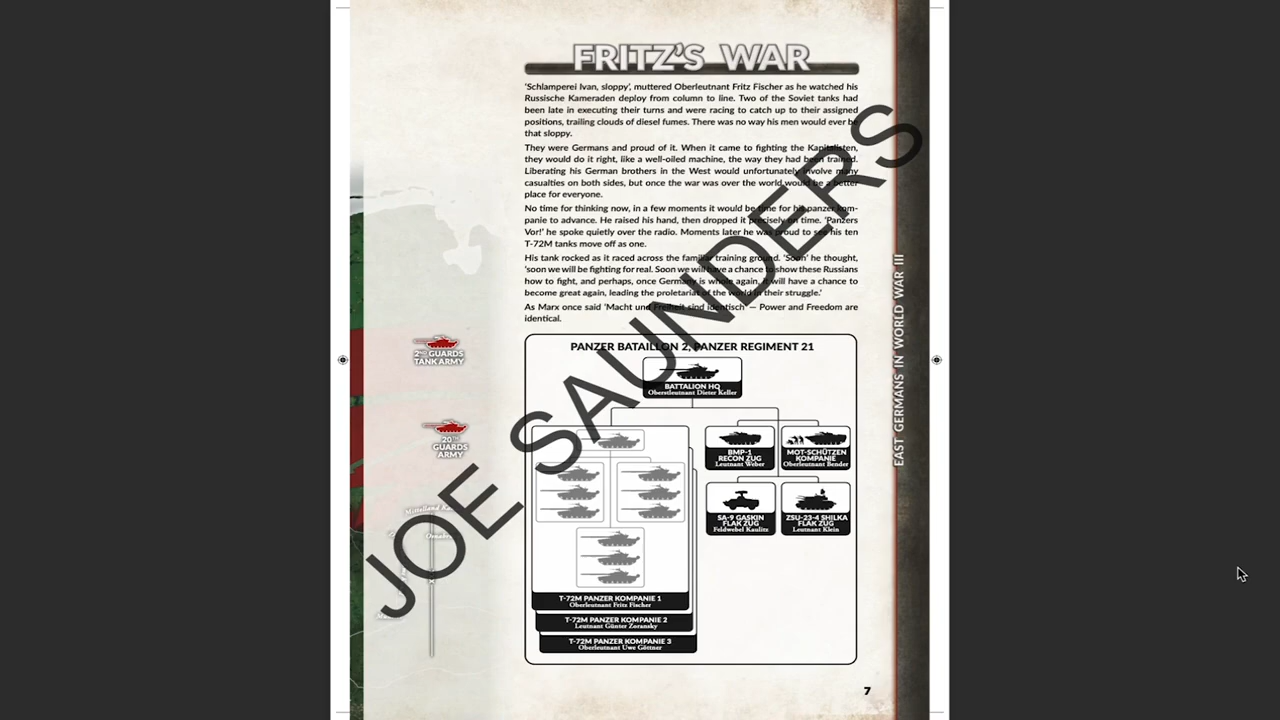 FRITZ'S WAR
'Schlamperei Ivan, sloppy', muttered Oberleutnant Fritz Fischer as he watched his
Russische Kameraden deploy from column to line. Two of the Soviet tanks had
been late in executing their turns and were racing to catch up to their assigned
positions, trailing clouds of diesel fumes. There was no way his men would ever be
that sloppy.
They were Germans and proud of it. When it came to fighting the Kapitalisten,
they would do it right, like a well-oiled machine, the way they had been trained.
Liberating his German brothers in the West would unfortunately involve many
casualties on both sides, but once the war was over the world would be a better
place for everyone.
No time for thinking now, in a few moments it would be time for his panzer kom-
panie to advance. He raised his hand, then dropped it precisely on time. 'Panzers
Vor!' he spoke quietly over the radio. Moments later he was proud to see his ten
T-72M tanks move off as one.
His tank rocked as it raced across the familiar training ground. 'Soon' he thought,
'soon we will be fighting for real. Soon we will have a chance to show these Russians
how to fight, and perhaps, once Germany is whole again, it will have a chance to
become great again, leading the proletariat of the world in their struggle.'
As Marx once said 'Macht und Freiheit sind identisch' — Power and Freedom are
identical.
PANZER BATAILLON 2, PANZER REGIMENT 21
BATTALION HQ
Oberstleutnant Dieter Keller
BMP-1
RECON ZUG
Leutnant Weber
MOT-SCHÜTZEN
KOMPANIE
Oberleutnant Bender
SA-9 GASKIN
FLAK ZUG
Feldwebel Kaulitz
ZSU-23-4 SHILKA
FLAK ZUG
Leutnant Klein
T-72M PANZER KOMPANIE 1
Oberleutnant Fritz Fischer
T-72M PANZER KOMPANIE 2
Leutnant Günter Zoransky
T-72M PANZER KOMPANIE 3
Oberleutnant Uwe Göttner
2ND GUARDS
TANK ARMY
20TH
GUARDS
ARMY
Mittelland
EAST GERMANS IN WORLD WAR III
7
JOE SAUNDERS